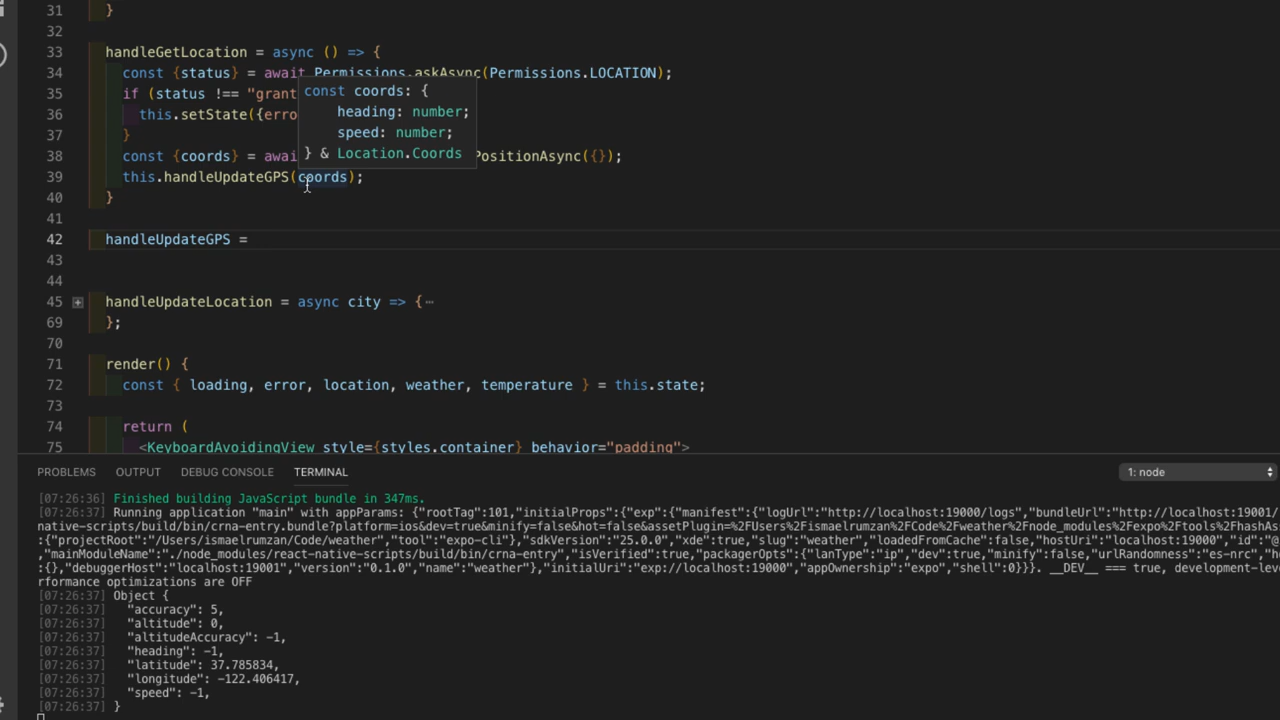 31 }
32
33 handleGetLocation = async () => {
34 const {status} = await Permissions.askAsync(Permissions.LOCATION);
35 if (status !== "grant
36 this.setState({erro
37 }
38 const {coords} = awai PositionAsync({});
39 this.handleUpdateGPS(coords);
40 }
41
42 handleUpdateGPS =
43
44
45 handleUpdateLocation = async city => {⋯
69 };
70
71 render() {
72 const { loading, error, location, weather, temperature } = this.state;
73
74 return (
75 <KeyboardAvoidingView style={styles.container} behavior="padding">
const coords: {
heading: number;
speed: number;
} & Location.Coords
PROBLEMS OUTPUT DEBUG CONSOLE TERMINAL 1: node
[07:26:36] Finished building JavaScript bundle in 347ms.
[07:26:37] Running application "main" with appParams: {"rootTag":101,"initialProps":{"exp":{"manifest":{"logUrl":"http://localhost:19000/logs","bundleUrl":"http://localhost:19001/
native-scripts/build/bin/crna-entry.bundle?platform=ios&dev=true&minify=false&hot=false&assetPlugin=%2FUsers%2Fismaelrumzan%2FCode%2Fweather%2Fnode_modules%2Fexpo%2Ftools%2FhashAs
:{"projectRoot":"/Users/ismaelrumzan/Code/weather","tool":"expo-cli"},"sdkVersion":"25.0.0","xde":true,"slug":"weather","loadedFromCache":false,"hostUri":"localhost:19000","id":"@
,"mainModuleName":"./node_modules/react-native-scripts/build/bin/crna-entry","isVerified":true,"packagerOpts":{"lanType":"ip","dev":true,"minify":false,"urlRandomness":"es-nrc","ho
:{},"debuggerHost":"localhost:19001","version":"0.1.0","name":"weather"},"initialUri":"exp://localhost:19000","appOwnership":"expo","shell":0}}}. __DEV__ === true, development-leve
rformance optimizations are OFF
[07:26:37] Object {
[07:26:37] "accuracy": 5,
[07:26:37] "altitude": 0,
[07:26:37] "altitudeAccuracy": -1,
[07:26:37] "heading": -1,
[07:26:37] "latitude": 37.785834,
[07:26:37] "longitude": -122.406417,
[07:26:37] "speed": -1,
[07:26:37] }